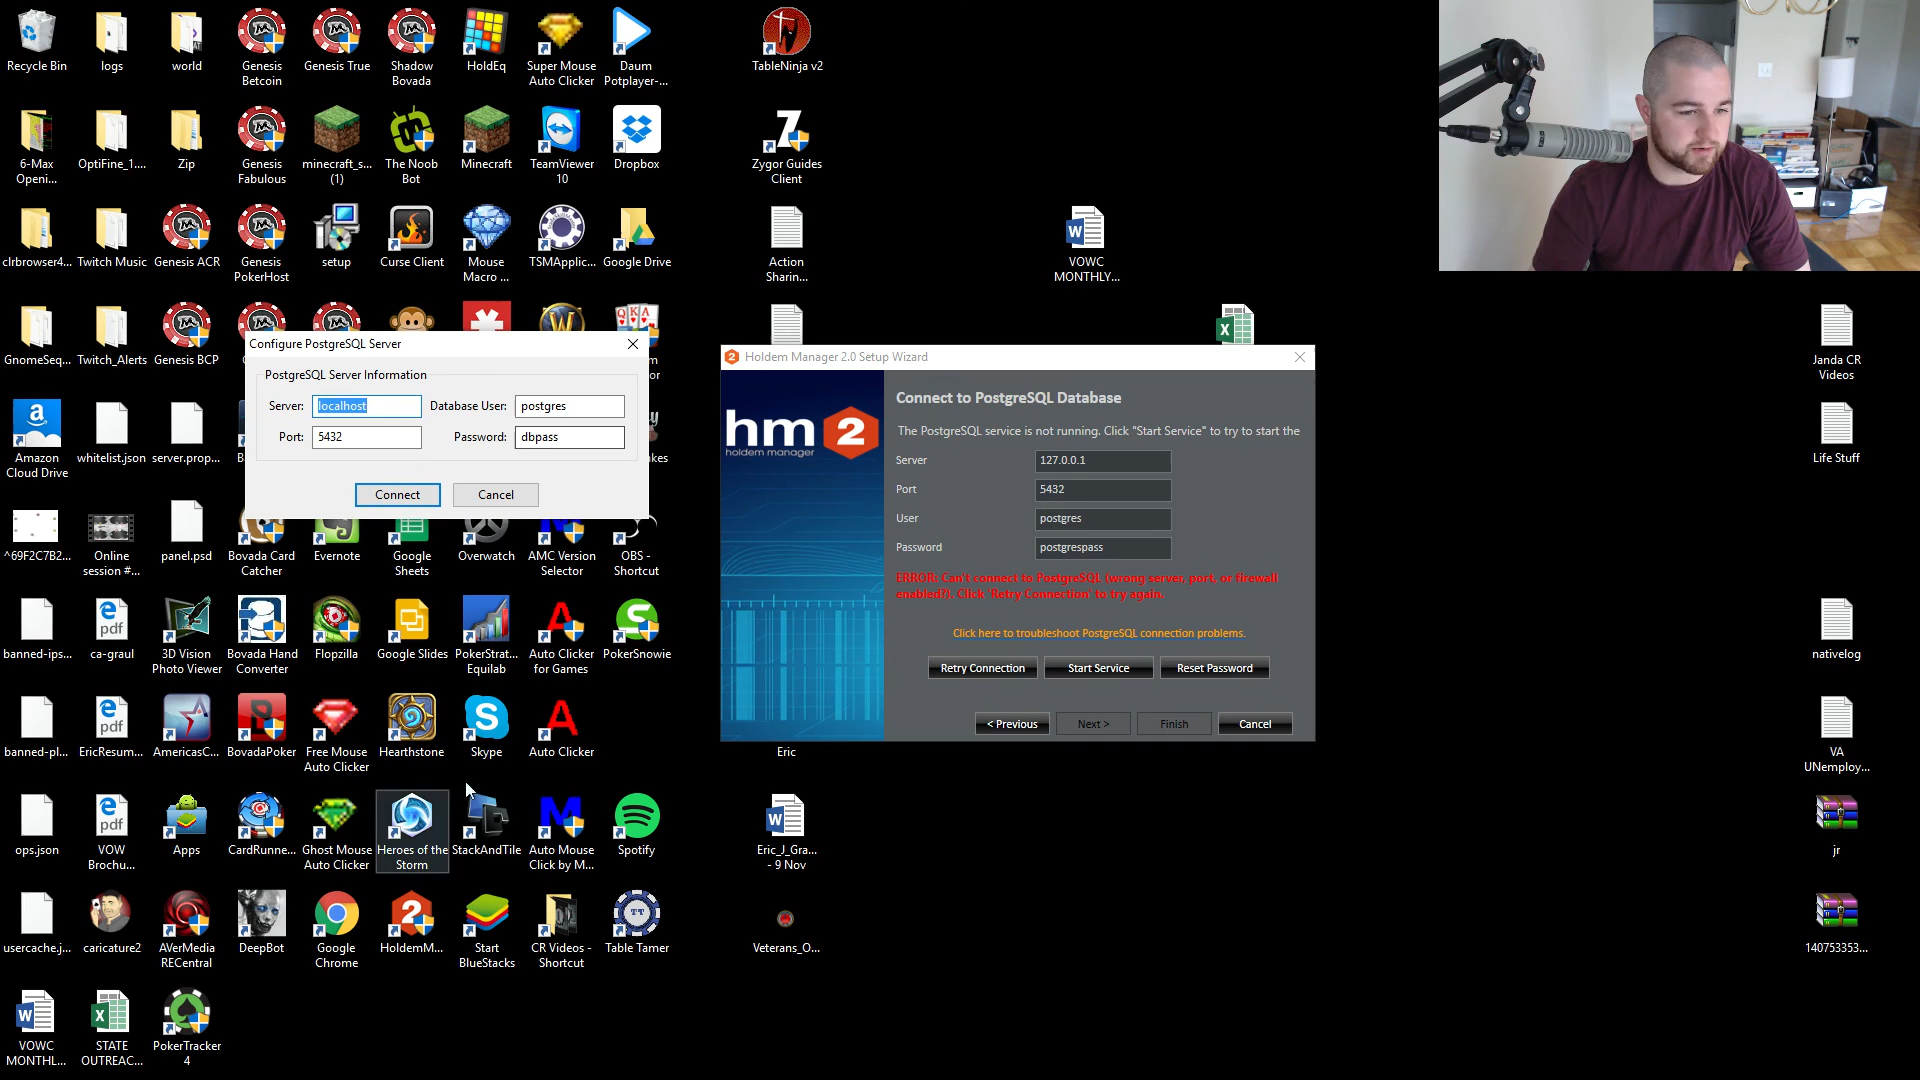 Recycle Bin
logs
world
Genesis
Betcoin
Genesis True
Shadow
Bovada
HoldEq
Super Mouse
Auto Clicker
Daum
Potplayer-...
TableNinja v2
6-Max
Openi...
OptiFine_1....
Zip
Genesis
Fabulous
minecraft_s...
(1)
The Noob
Bot
Minecraft
TeamViewer
10
Dropbox
Zygor Guides
Client
clrbrowser4...
Twitch Music
Genesis ACR
Genesis
PokerHost
setup
Curse Client
Mouse
Macro ...
TSMApplic...
Google Drive
Action
Sharin...
VOWC
MONTHLY...
GnomeSeq...
Twitch_Alerts
Genesis BCP
Janda CR
Videos
Configure PostgreSQL Server
PostgreSQL Server Information
Server:
localhost
Database User:
postgres
Port:
5432
Password:
dbpass
Connect
Cancel
Holdem Manager 2.0 Setup Wizard
hm 2
holdem manager
Connect to PostgreSQL Database
The PostgreSQL service is not running. Click "Start Service" to try to start the
Server
127.0.0.1
Port
5432
User
postgres
Password
postgrespass
ERROR: Can't connect to PostgreSQL (wrong server, port, or firewall
enabled?), Click 'Retry Connection' to try again.
Click here to troubleshoot PostgreSQL connection problems.
Retry Connection
Start Service
Reset Password
< Previous
Next >
Finish
Cancel
Amazon
Cloud Drive
whitelist.json
server.prop...
Life Stuff
^69F2C7B2...
Online
session #...
panel.psd
Bovada Card
Catcher
Evernote
Google
Sheets
Overwatch
AMC Version
Selector
OBS -
Shortcut
banned-ips...
ca-graul
3D Vision
Photo Viewer
Bovada Hand
Converter
Flopzilla
Google Slides
PokerStrat...
Equilab
Auto Clicker
for Games
PokerSnowie
nativelog
banned-pl...
EricResum...
AmericasC...
BovadaPoker
Free Mouse
Auto Clicker
Hearthstone
Skype
Auto Clicker
Eric
VA
UNemploy...
ops.json
VOW
Brochu...
Apps
CardRunne...
Ghost Mouse
Auto Clicker
Heroes of the
Storm
StackAndTile
Auto Mouse
Click by M...
Spotify
Eric_J_Gra...
- 9 Nov
jr
usercache.j...
caricature2
AVerMedia
RECentral
DeepBot
Google
Chrome
HoldemM...
Start
BlueStacks
CR Videos -
Shortcut
Table Tamer
Veterans_O...
140753353...
VOWC
MONTHL...
STATE
OUTREAC...
PokerTracker
4